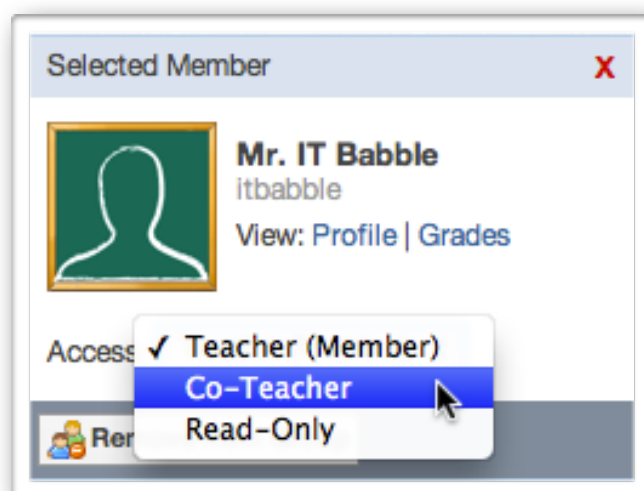 Selected Member X
Mr. IT Babble
itbabble
View: Profile | Grades
Access
✓ Teacher (Member)
Co-Teacher
Read-Only